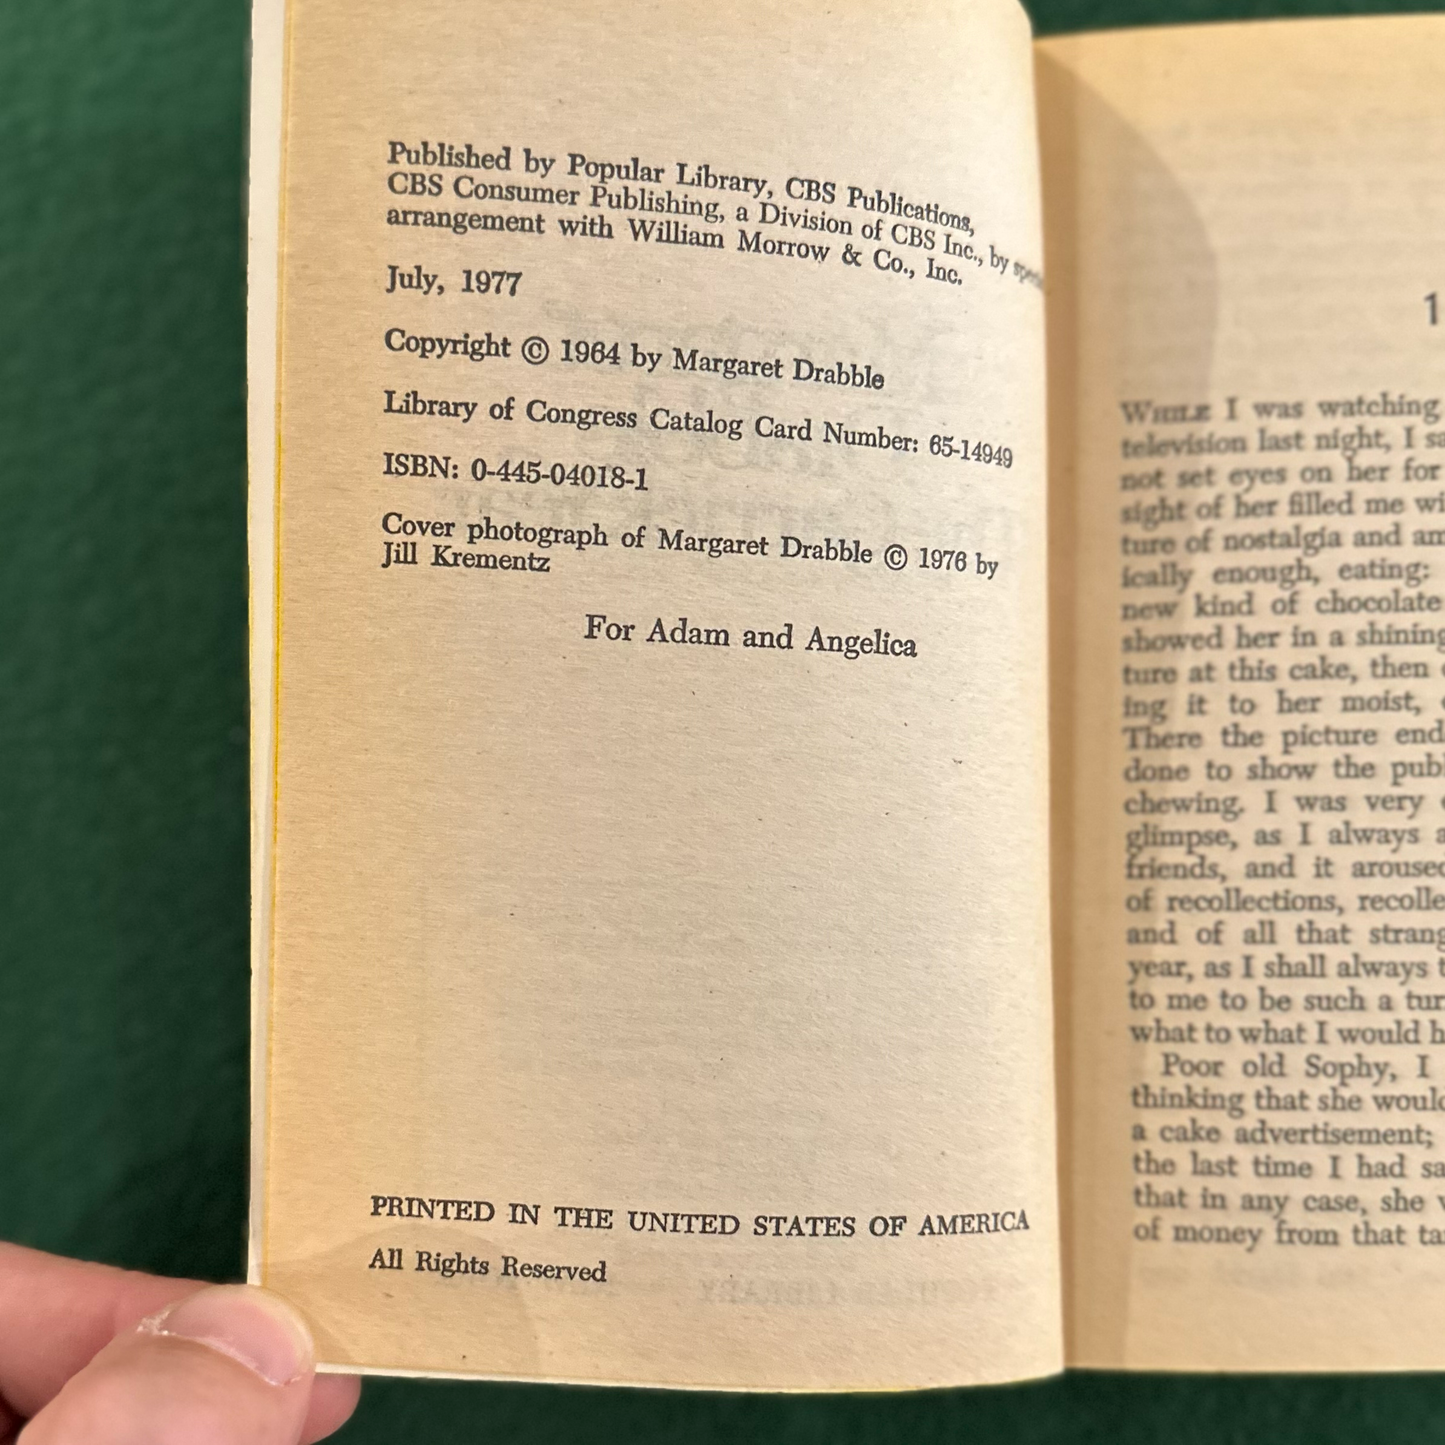 Published by Popular Library, CBS Publications,
CBS Consumer Publishing, a Division of CBS Inc., by
arrangement with William Morrow & Co., Inc.
July, 1977
Copyright © 1964 by Margaret Drabble
Library of Congress Catalog Card Number: 65-14949
ISBN: 0-445-04018-1
Cover photograph of Margaret Drabble © 1976 by
Jill Krementz
For Adam and Angelica
PRINTED IN THE UNITED STATES OF AMERICA
All Rights Reserved
1
WHILE I was watching
television last night, I
not set eyes on her for
sight of her filled me
ture of nostalgia and
ically enough, eating:
new kind of chocolate
showed her in a shining
ture at this cake, then
ing it to her moist,
There the picture
done to show the
chewing. I was very
glimpse, as I always
friends, and it
of recollections,
and of all that
year, as I shall always
to me to be such a
what to what I would
Poor old Sophy, I
thinking that she
a cake advertisement;
the last time I had
that in any case, she
of money from that